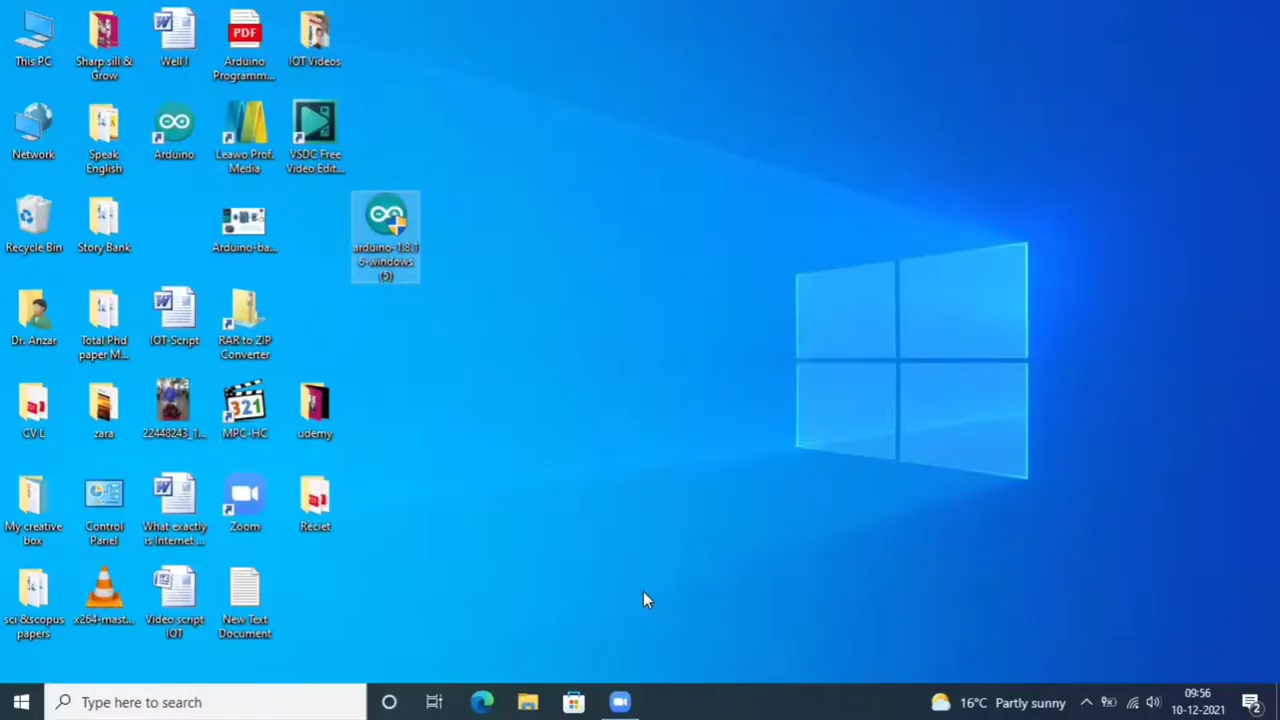 This PC
Sharp sill &
Grow
Well I
PDF
Arduino
Programm...
IOT Videos
Network
Speak
English
Arduino
Leawo Prof.
Media
VSDC Free
Video Edit...
Recycle Bin
Story Bank
Arduino-ba...
arduino-1.8.1
6-windows
(5)
Dr. Anzar
Total Phd
paper M...
IOT-Script
RAR to ZIP
Converter
CV L
zara
22448243_1...
321
MPC-HC
udemy
My creative
box
Control
Panel
What exactly
is Internet ...
Zoom
Reciet
sci &scopus
papers
x264-mast...
Video script
IOT
New Text
Document
Type here to search
16°C Partly sunny
09:56
10-12-2021
2